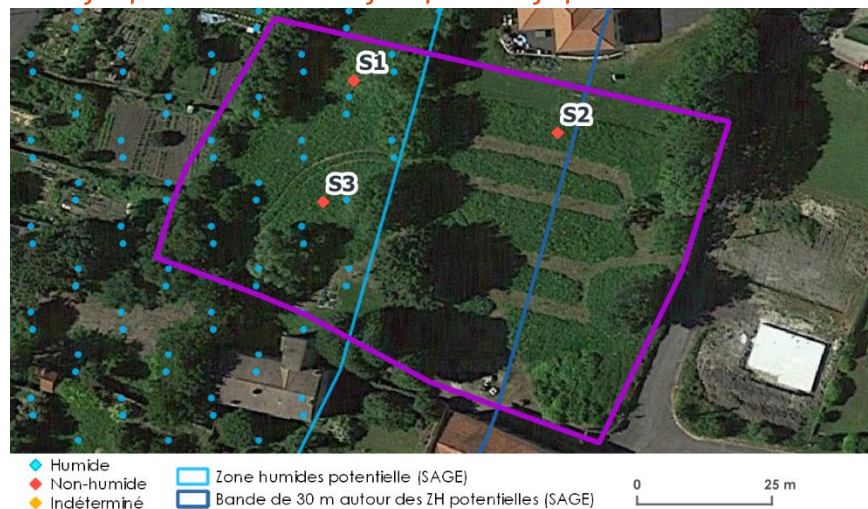 S1
S2
S3
Humide
Non-humide
Indéterminé
Zone humides potentielle (SAGE)
Bande de 30 m autour des ZH potentielles (SAGE)
0 25 m